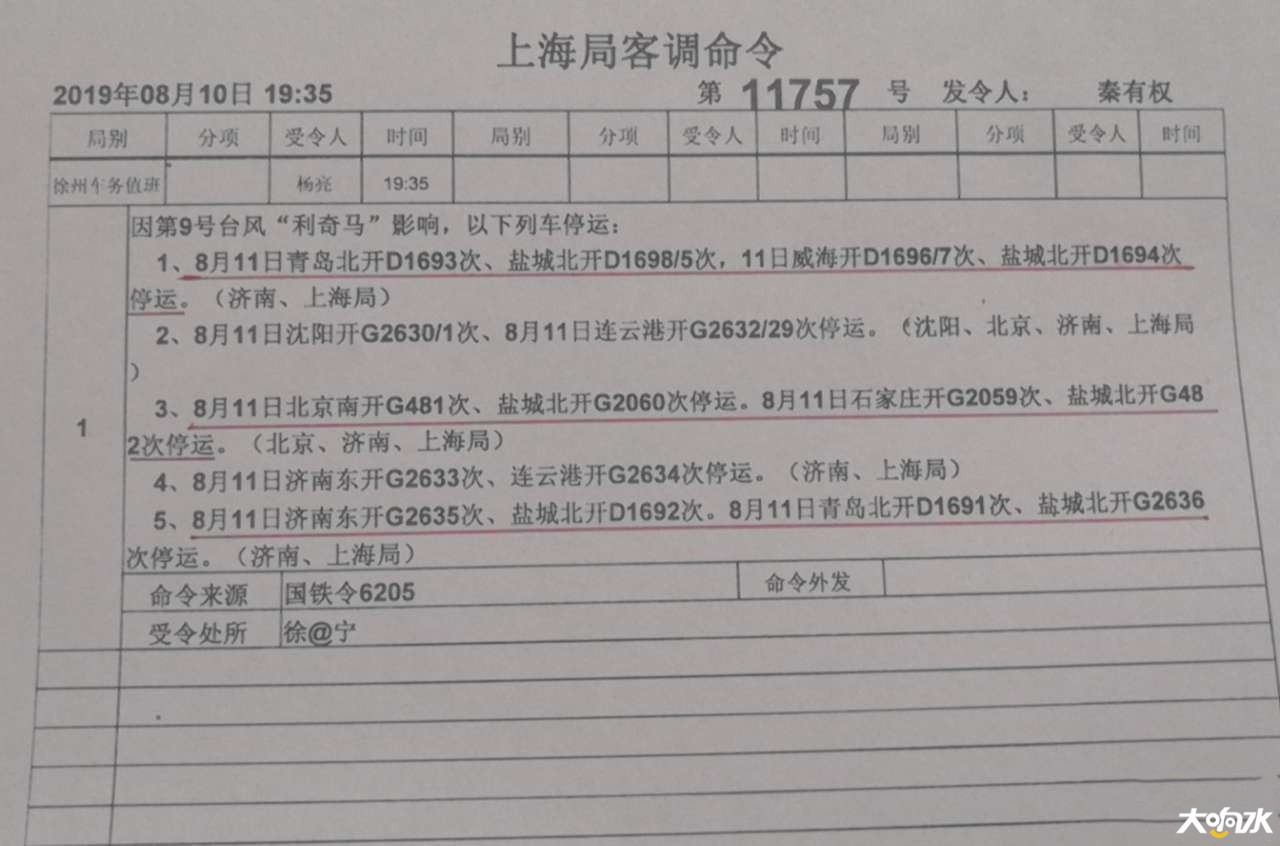 上海局客调命令
2019年08月10日 19:35 第 11757 号 发令人： 秦有权
局别 分项 受令人 时间 局别 分项 受令人 时间 局别 分项 受令人 时间
徐州车务值班 杨亮 19:35
因第9号台风“利奇马”影响，以下列车停运：
1、8月11日青岛北开D1693次、盐城北开D1698/5次，11日威海开D1696/7次、盐城北开D1694次
停运。（济南、上海局）
2、8月11日沈阳开G2630/1次、8月11日连云港开G2632/29次停运。（沈阳、北京、济南、上海局
）
3、8月11日北京南开G481次、盐城北开G2060次停运。8月11日石家庄开G2059次、盐城北开G48
1
2次停运。（北京、济南、上海局）
4、8月11日济南东开G2633次、连云港开G2634次停运。（济南、上海局）
5、8月11日济南东开G2635次、盐城北开D1692次。8月11日青岛北开D1691次、盐城北开G2636
次停运。（济南、上海局）
命令来源 国铁令6205 命令外发
受令处所 徐@宁
大响水